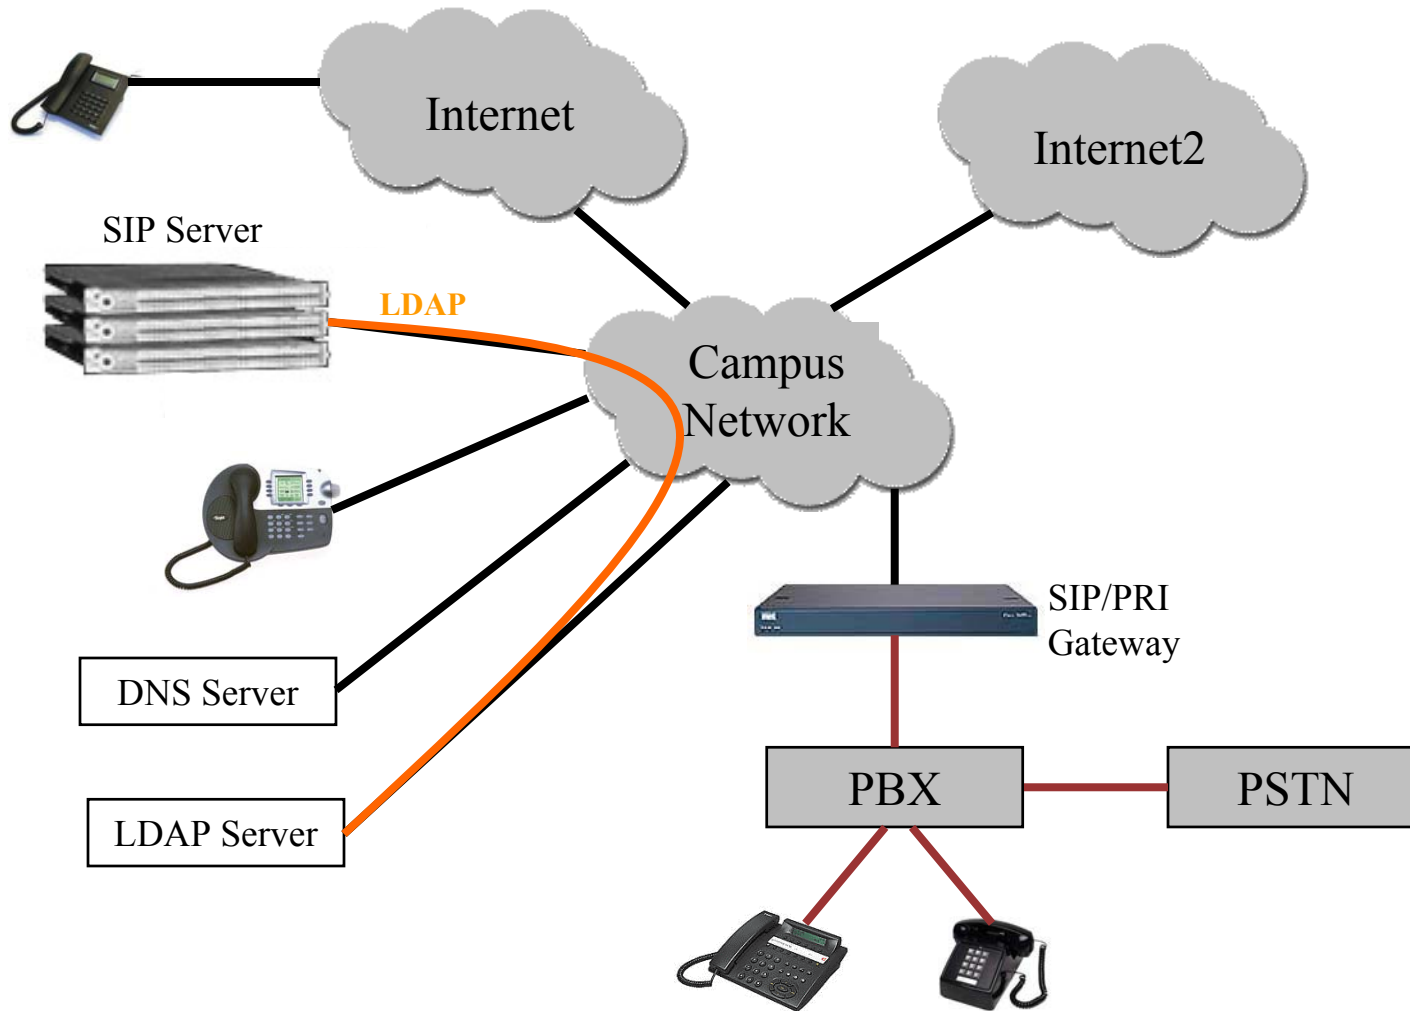 Internet
Internet2
SIP Server
LDAP
Campus
Network
SIP/PRI
Gateway
DNS Server
PBX
PSTN
LDAP Server